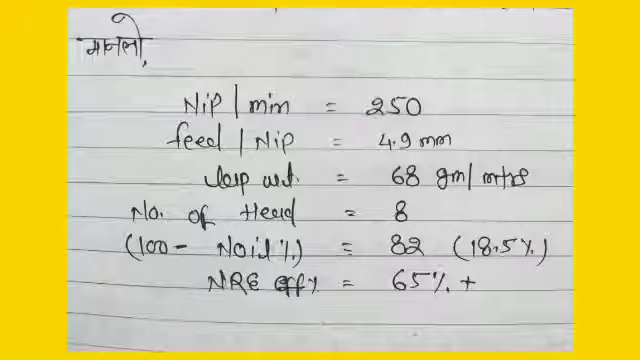 मानलो,
Nip / min = 250
feed / Nip = 4.9 mm
Lap wt. = 68 gm/ mtrs
No. of Head = 8
(100 - Noil %) = 82 (18.5%)
NRE effy. = 65% +